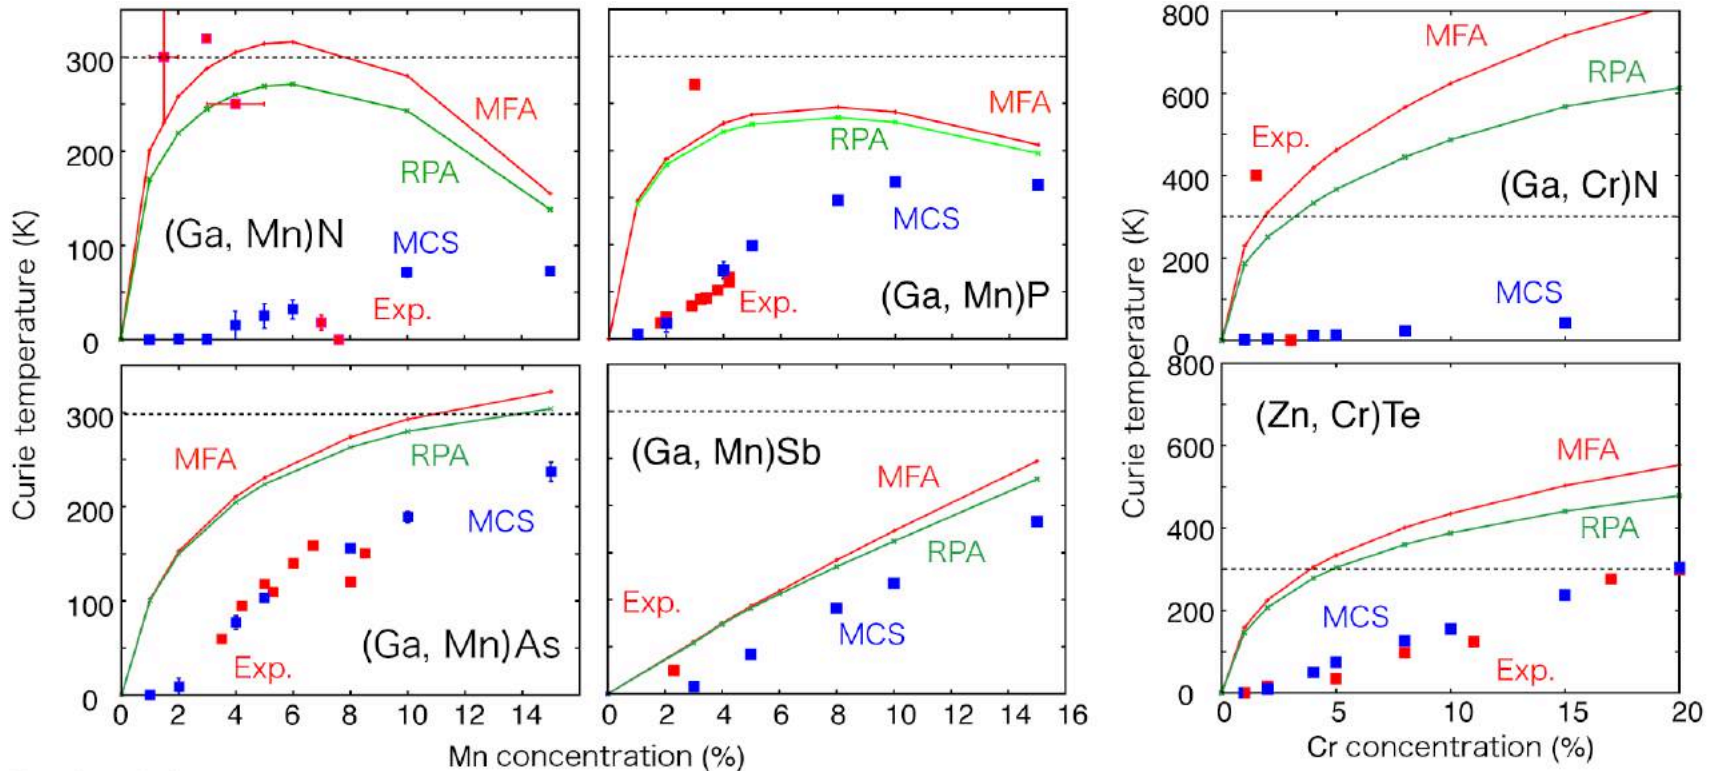 Curie temperature (K)
300
200
100
0
(Ga, Mn)N
MFA
RPA
MCS
Exp.
MFA
RPA
MCS
Exp.
(Ga, Mn)P
Curie temperature (K)
800
600
400
200
0
MFA
RPA
Exp.
(Ga, Cr)N
MCS
Curie temperature (K)
300
200
100
0
MFA
RPA
MCS
Exp.
(Ga, Mn)As
0 2 4 6 8 10 12 14
(Ga, Mn)Sb
MFA
RPA
Exp.
MCS
0 2 4 6 8 10 12 14 16
Mn concentration (%)
800
600
400
200
0
(Zn, Cr)Te
MFA
RPA
MCS
Exp.
0 5 10 15 20
Cr concentration (%)